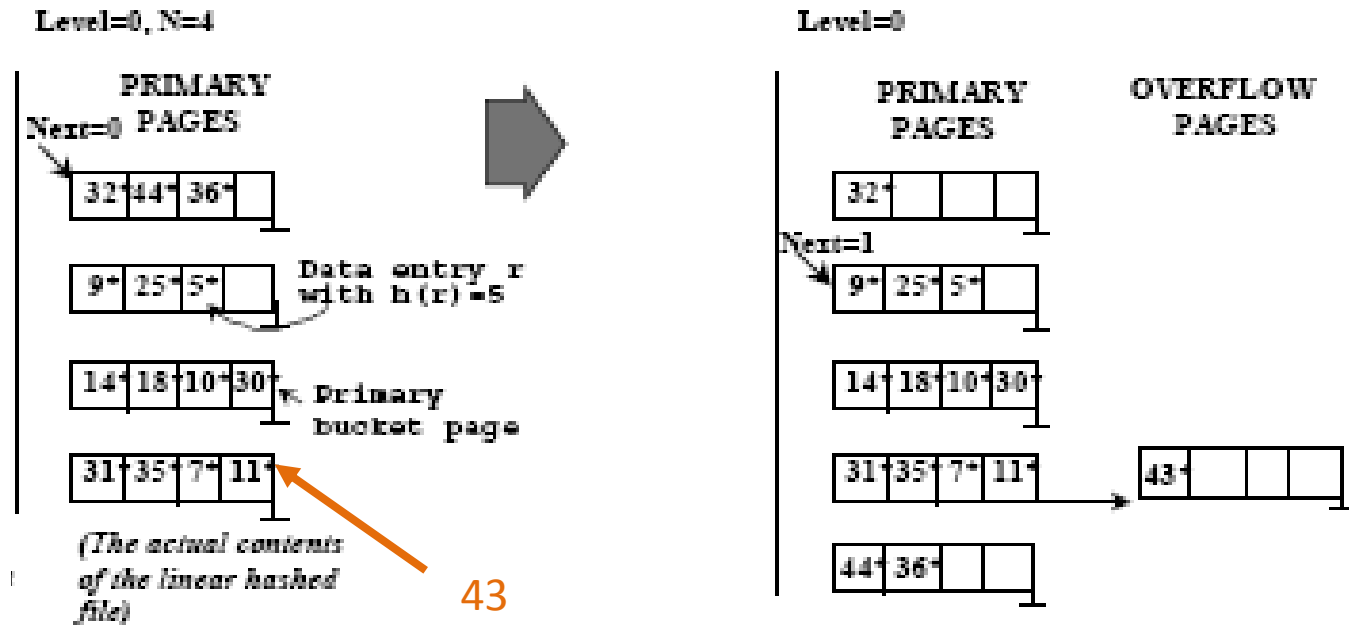 Level=0, N=4
PRIMARY
PAGES
Next=0
32* 44* 36*
9* 25* 5*
Data entry r
with h(r)=5
14* 18* 10* 30*
Primary
bucket page
31* 35* 7* 11*
(The actual contents
of the linear hashed
file)
43
Level=0
PRIMARY
PAGES
OVERFLOW
PAGES
32*
Next=1
9* 25* 5*
14* 18* 10* 30*
31* 35* 7* 11*
43*
44* 36*